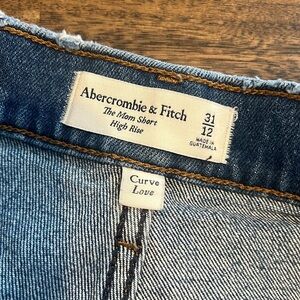 Abercrombie & Fitch
The Mom Short
High Rise
31
12
MADE IN
GUATEMALA
Curve
Love